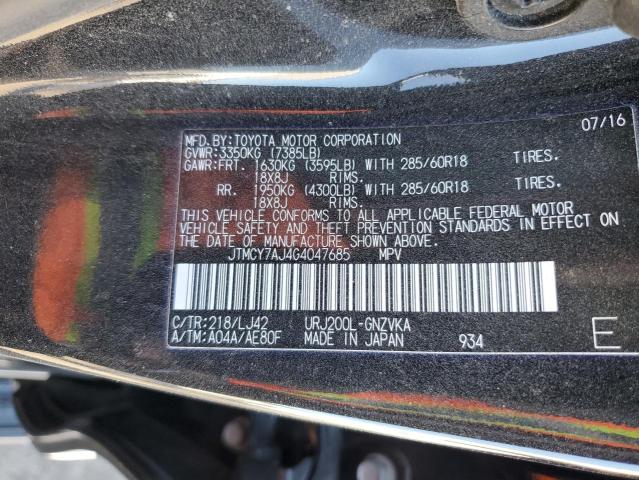 07/16
MFD.BY:TOYOTA MOTOR CORPORATION
GVWR:3350KG (7385LB)
GAWR:FRT. 1630KG (3595LB) WITH 285/60R18 TIRES.
18X8J RIMS.
RR. 1950KG (4300LB) WITH 285/60R18 TIRES.
18X8J RIMS.
THIS VEHICLE CONFORMS TO ALL APPLICABLE FEDERAL MOTOR
VEHICLE SAFETY AND THEFT PREVENTION STANDARDS IN EFFECT ON
THE DATE OF MANUFACTURE SHOWN ABOVE.
JTMCY7AJ4G4047685 MPV
C/TR:218/LJ42 URJ200L-GNZVKA
A/TM:A04A/AE80F MADE IN JAPAN 934 E